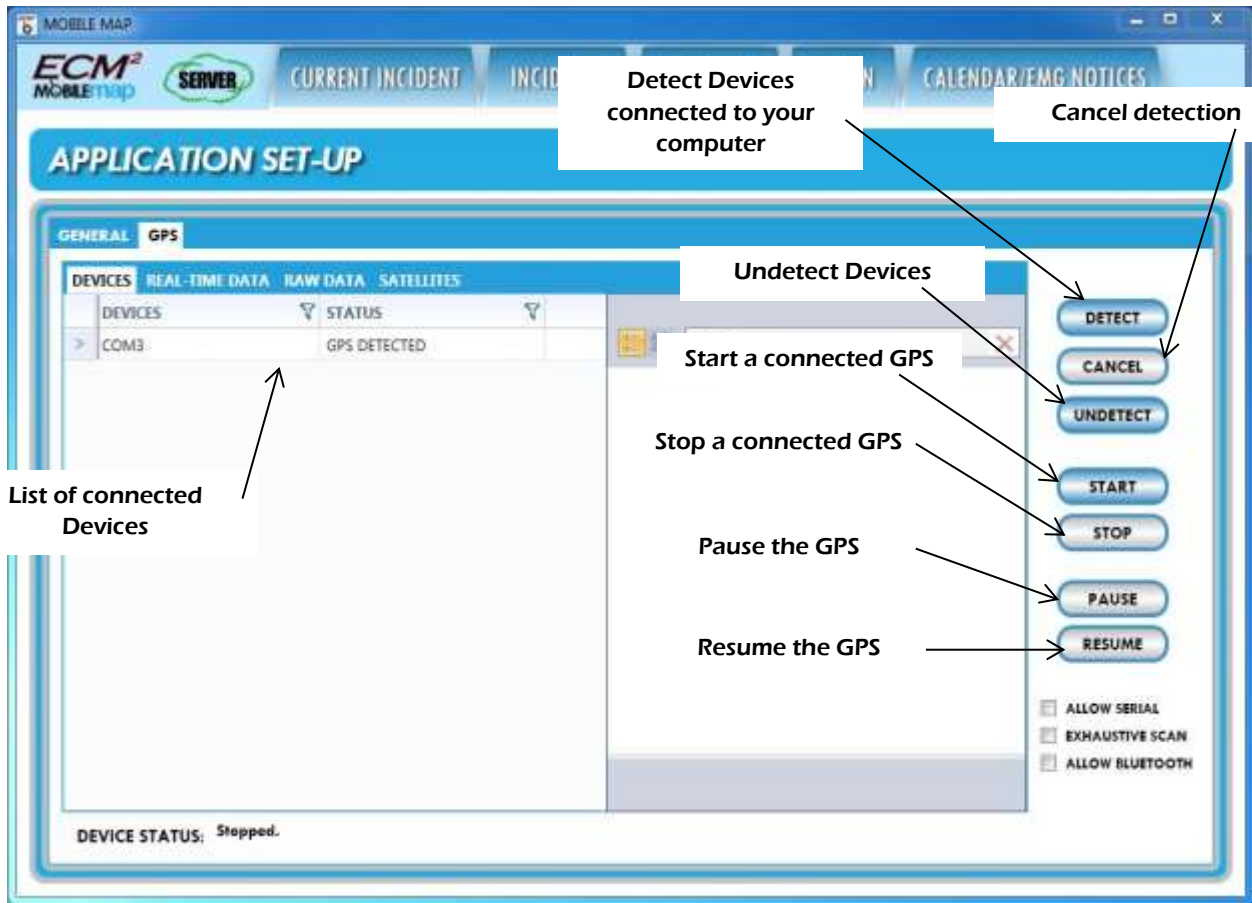 MOBILE MAP
ECM²
MOBILEmap
SERVER
CURRENT INCIDENT
CALENDAR/EMG NOTICES
Detect Devices
connected to your
computer
Cancel detection
APPLICATION SET-UP
GENERAL GPS
DEVICES REAL-TIME DATA RAW DATA SATELLITES
Undetect Devices
DEVICES STATUS
COM3 GPS DETECTED
Start a connected GPS
Stop a connected GPS
List of connected
Devices
Pause the GPS
Resume the GPS
DETECT
CANCEL
UNDETECT
START
STOP
PAUSE
RESUME
ALLOW SERIAL
EXHAUSTIVE SCAN
ALLOW BLUETOOTH
DEVICE STATUS: Stopped.